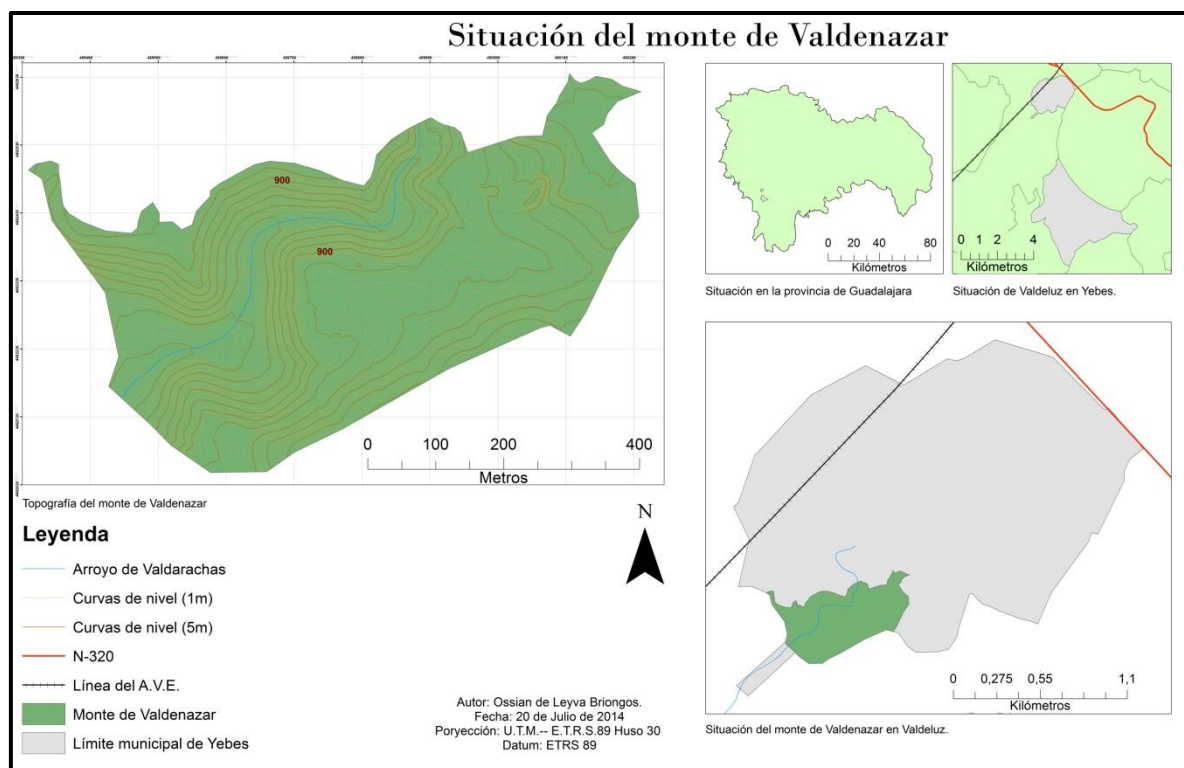 Situación del monte de Valdenazar
900
900
0 100 200 400
Metros
Topografía del monte de Valdenazar
0 20 40 60 80
Kilómetros
Situación en la provincia de Guadalajara
0 1 2 4
Kilómetros
Situación de Valdeluz en Yebes.
Leyenda
Arroyo de Valdarachas
Curvas de nivel (1m)
Curvas de nivel (5m)
N-320
Línea del A.V.E.
Monte de Valdenazar
Límite municipal de Yebes
N
Autor: Ossian de Leyva Briongos.
Fecha: 20 de Julio de 2014
Poryección: U.T.M.-- E.T.R.S.89 Huso 30
Datum: ETRS 89
0 0,275 0,55 1,1
Kilómetros
Situación del monte de Valdenazar en Valdeluz.